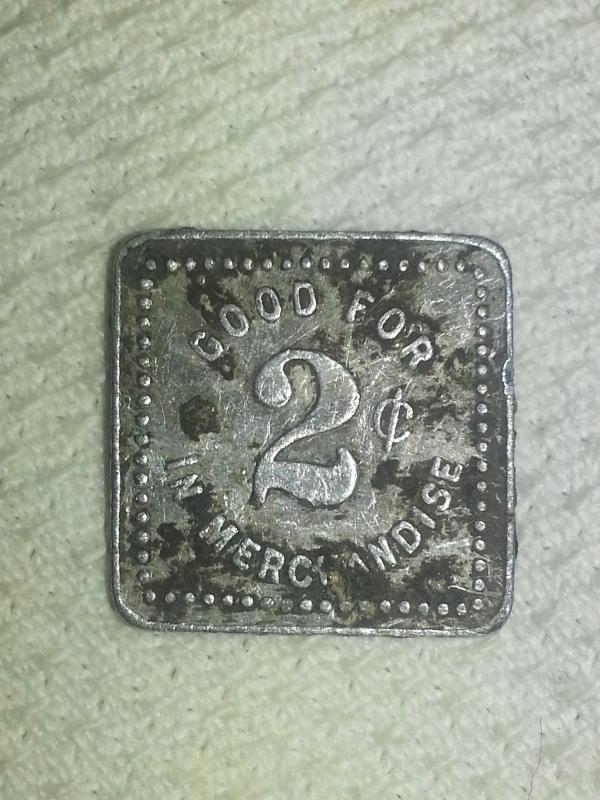 GOOD FOR
2 ¢
IN MERCHANDISE